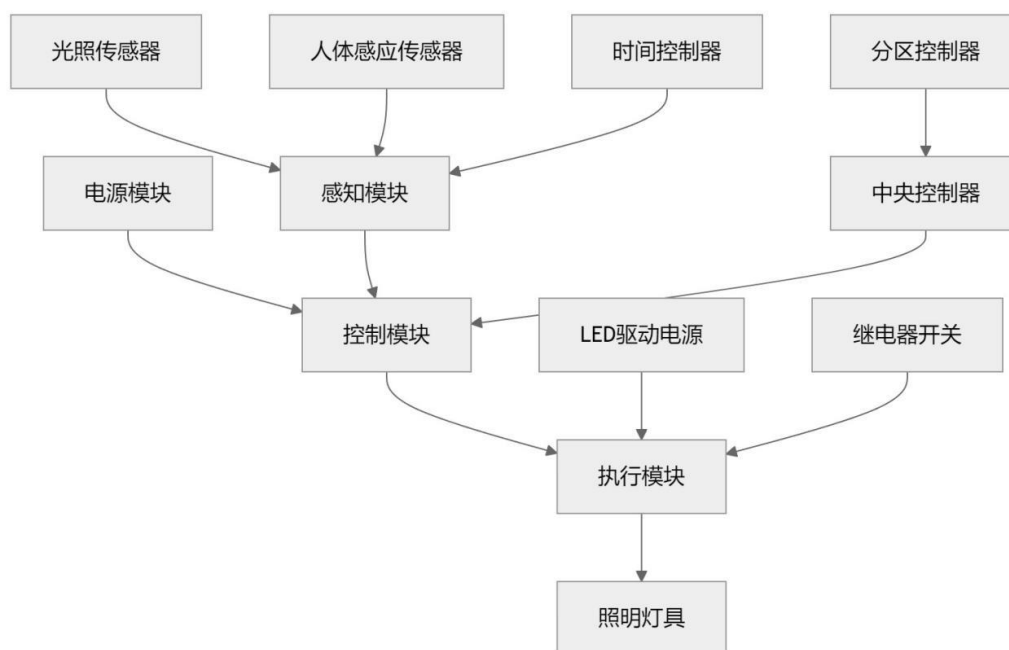 光照传感器
人体感应传感器
时间控制器
分区控制器
电源模块
感知模块
中央控制器
控制模块
LED驱动电源
继电器开关
执行模块
照明灯具